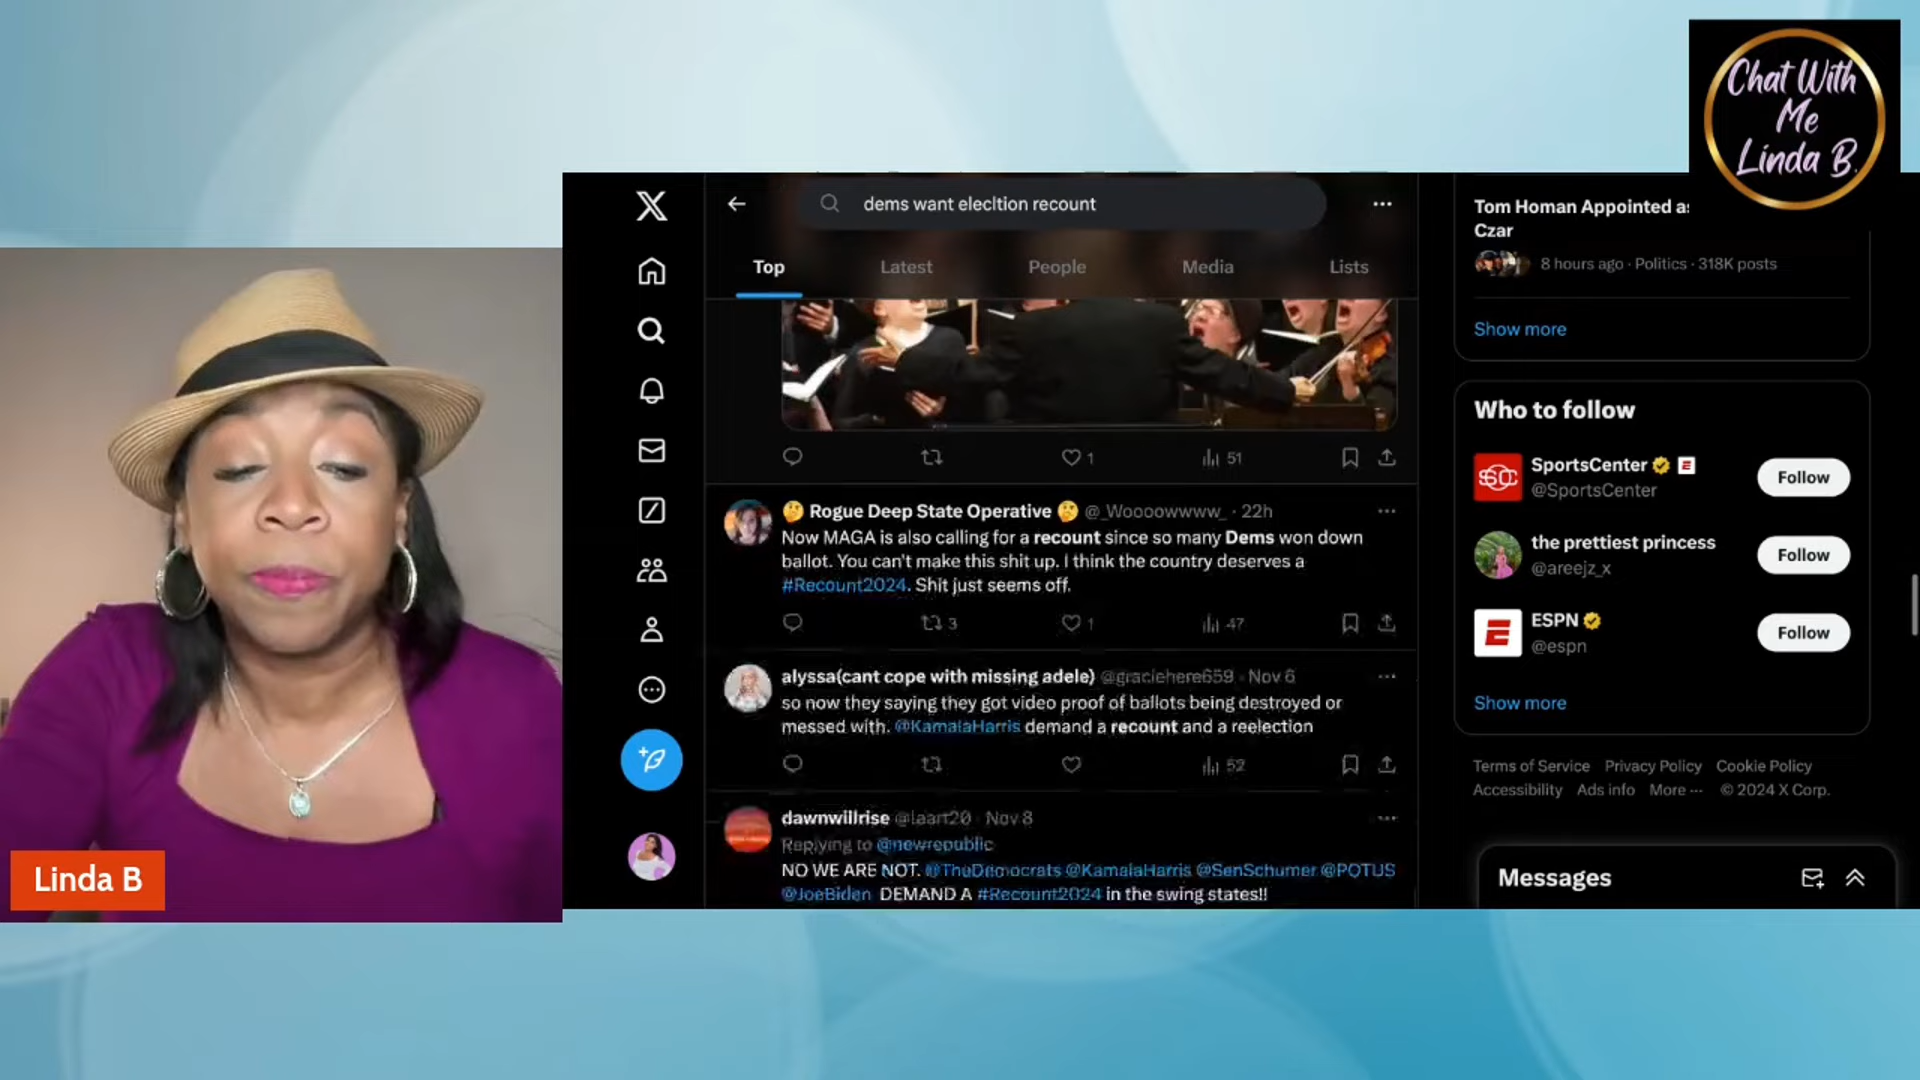 Chat With
Me
Linda B.
dems want elecltion recount
Top
Latest
People
Media
Lists
1
51
Rogue Deep State Operative @_Woooowwww_ · 22h
Now MAGA is also calling for a recount since so many Dems won down
ballot. You can't make this shit up. I think the country deserves a
#Recount2024. Shit just seems off.
3
1
47
alyssa(cant cope with missing adele) @graciehere659 · Nov 6
so now they saying they got video proof of ballots being destroyed or
messed with. @KamalaHarris demand a recount and a reelection
52
dawnwillrise @laart20 · Nov 8
Replying to @newrepublic
NO WE ARE NOT. @TheDemocrats @KamalaHarris @SenSchumer @POTUS
@JoeBiden DEMAND A #Recount2024 in the swing states!!
Tom Homan Appointed as
Czar
8 hours ago · Politics · 318K posts
Show more
Who to follow
SportsCenter
@SportsCenter
Follow
the prettiest princess
@areejz_x
Follow
ESPN
@espn
Follow
Show more
Terms of Service Privacy Policy Cookie Policy
Accessibility Ads info More ··· © 2024 X Corp.
Messages
Linda B